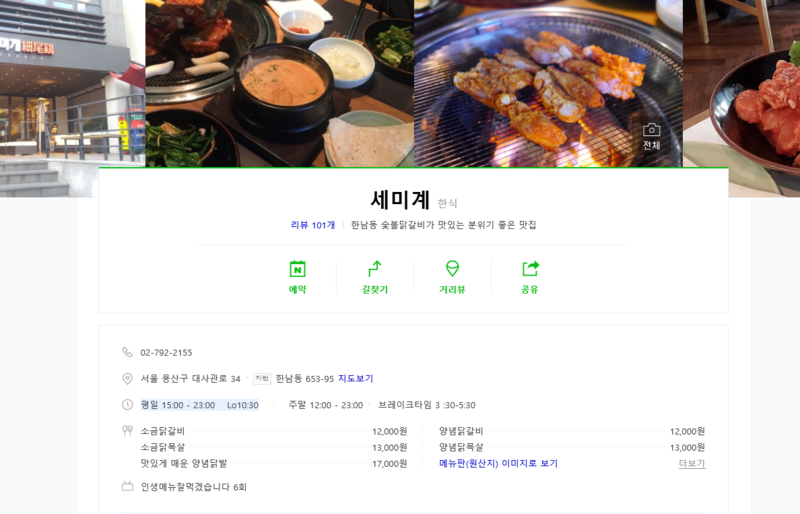 세미계 細尾鷄
전체
세미계 한식
리뷰 101개 한남동 숯불닭갈비가 맛있는 분위기 좋은 맛집
예약 길찾기 거리뷰 공유
02-792-2155
서울 용산구 대사관로 34 지번 한남동 653-95 지도보기
평일 15:00 - 23:00 Lo10:30 주말 12:00 - 23:00 브레이크타임 3 :30-5:30
소금닭갈비 12,000원 양념닭갈비 12,000원
소금닭목살 13,000원 양념닭목살 13,000원
맛있게 매운 양념닭발 17,000원 메뉴판(원산지) 이미지로 보기 더보기
인생메뉴잘먹겠습니다 6회